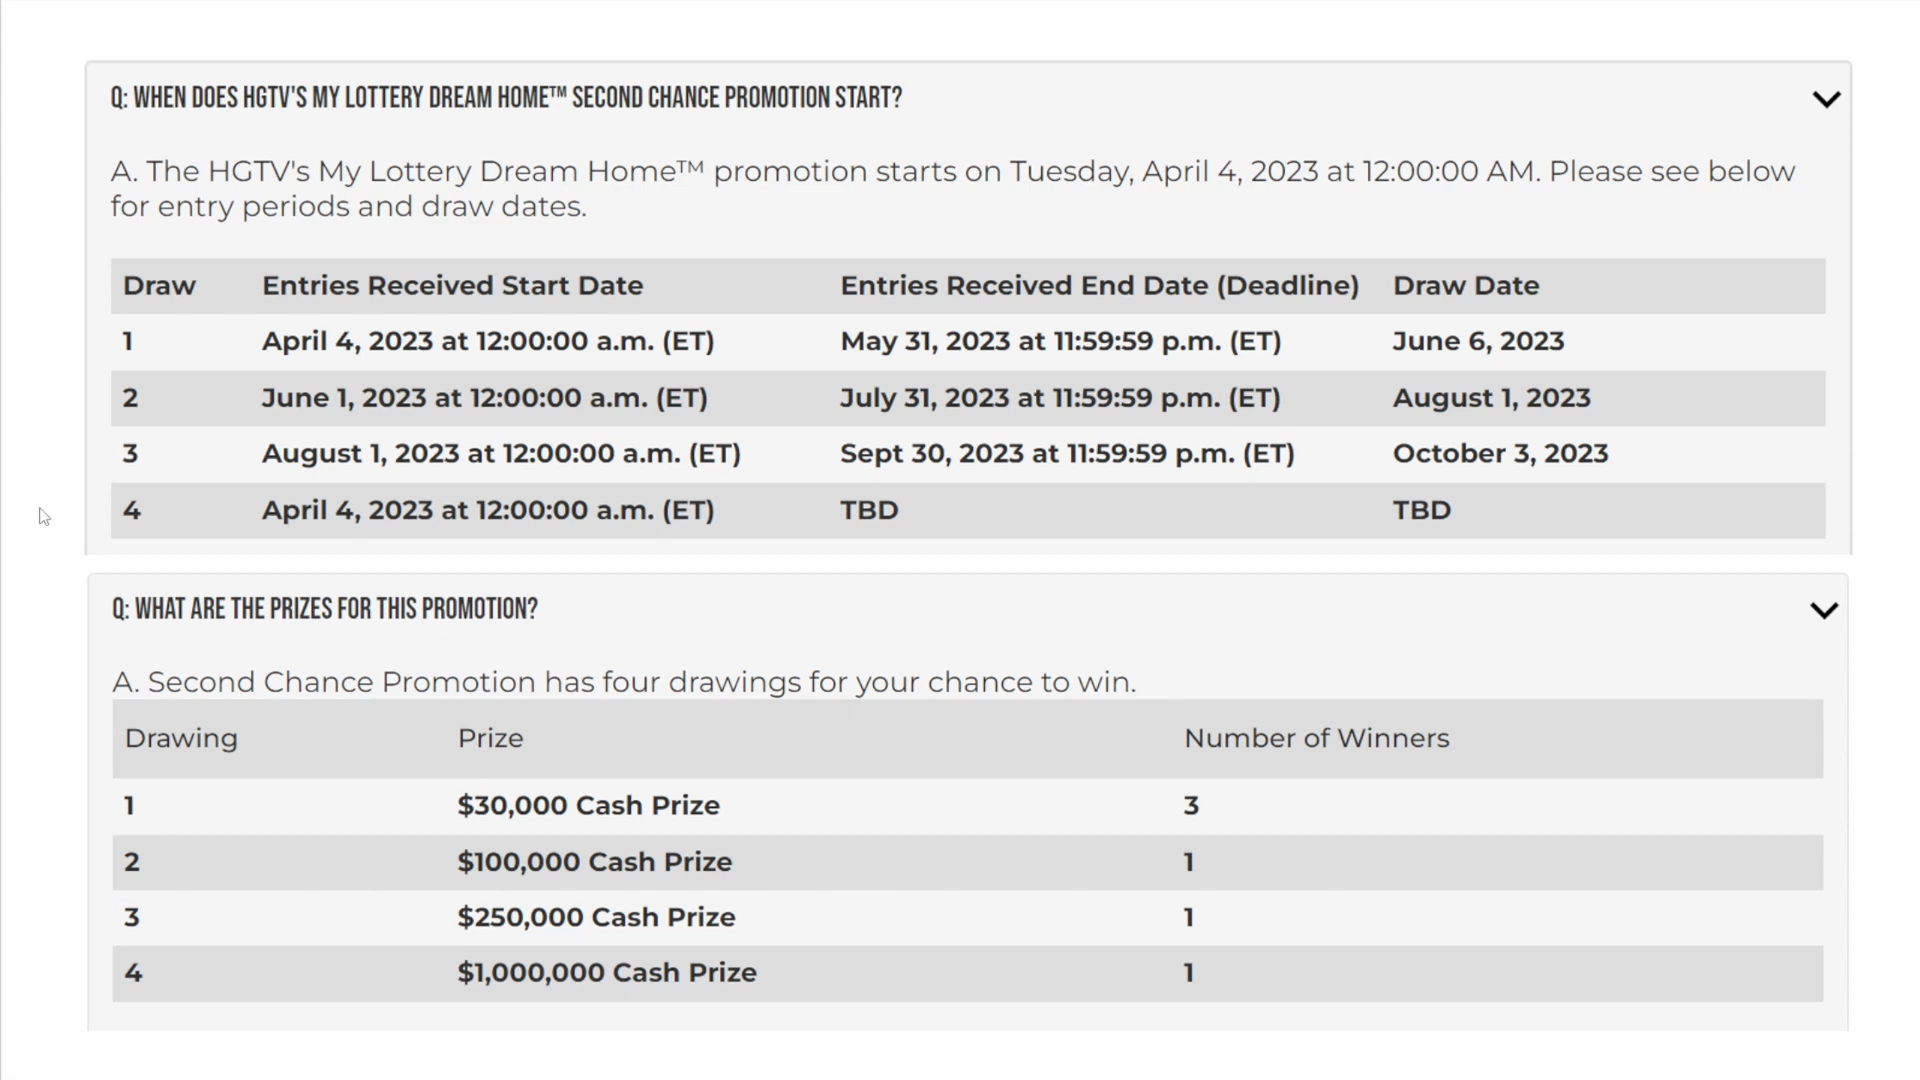 Q: WHEN DOES HGTV'S MY LOTTERY DREAM HOME™ SECOND CHANCE PROMOTION START?
A. The HGTV's My Lottery Dream Home™ promotion starts on Tuesday, April 4, 2023 at 12:00:00 AM. Please see below
for entry periods and draw dates.
Draw Entries Received Start Date Entries Received End Date (Deadline) Draw Date
1 April 4, 2023 at 12:00:00 a.m. (ET) May 31, 2023 at 11:59:59 p.m. (ET) June 6, 2023
2 June 1, 2023 at 12:00:00 a.m. (ET) July 31, 2023 at 11:59:59 p.m. (ET) August 1, 2023
3 August 1, 2023 at 12:00:00 a.m. (ET) Sept 30, 2023 at 11:59:59 p.m. (ET) October 3, 2023
4 April 4, 2023 at 12:00:00 a.m. (ET) TBD TBD
Q: WHAT ARE THE PRIZES FOR THIS PROMOTION?
A. Second Chance Promotion has four drawings for your chance to win.
Drawing Prize Number of Winners
1 $30,000 Cash Prize 3
2 $100,000 Cash Prize 1
3 $250,000 Cash Prize 1
4 $1,000,000 Cash Prize 1